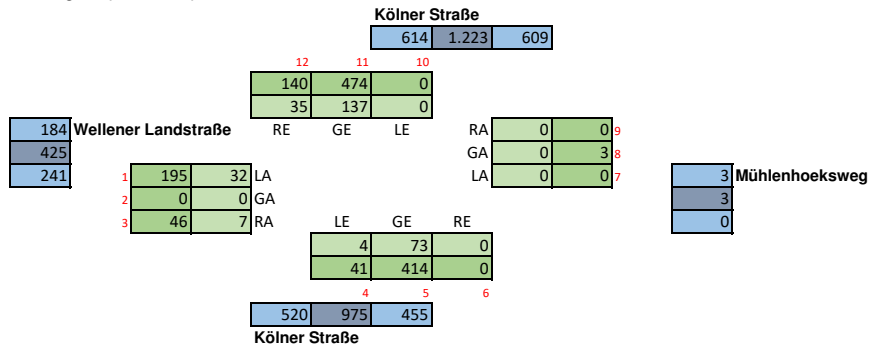 Kölner Straße
614 1.223 609
12 11 10
140 474 0
35 137 0
184 Wellener Landstraße RE GE LE RA 0 0 9
425 GA 0 3 8
241 1 195 32 LA LA 0 0 7 3 Mühlenhoeksweg
2 0 0 GA 3
3 46 7 RA LE GE RE 0
4 73 0
41 414 0
4 5 6
520 975 455
Kölner Straße